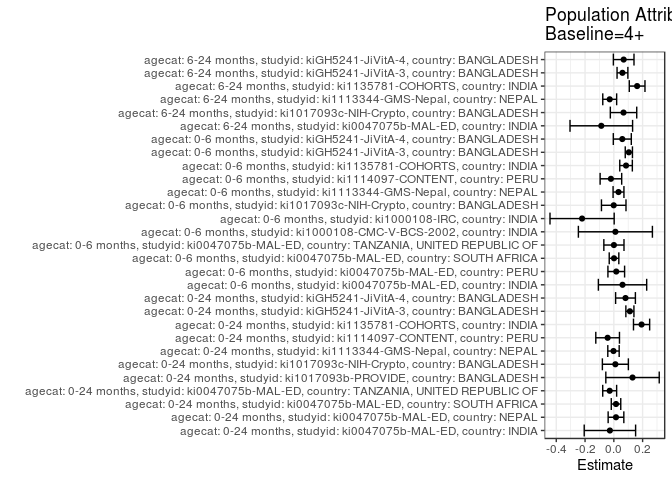 Population Attrib
Baseline=4+
agecat: 6-24 months, studyid: kiGH5241-JiVitA-4, country: BANGLADESH
agecat: 6-24 months, studyid: kiGH5241-JiVitA-3, country: BANGLADESH
agecat: 6-24 months, studyid: ki1135781-COHORTS, country: INDIA
agecat: 6-24 months, studyid: ki1113344-GMS-Nepal, country: NEPAL
agecat: 6-24 months, studyid: ki1017093c-NIH-Crypto, country: BANGLADESH
agecat: 6-24 months, studyid: ki0047075b-MAL-ED, country: INDIA
agecat: 0-6 months, studyid: kiGH5241-JiVitA-4, country: BANGLADESH
agecat: 0-6 months, studyid: kiGH5241-JiVitA-3, country: BANGLADESH
agecat: 0-6 months, studyid: ki1135781-COHORTS, country: INDIA
agecat: 0-6 months, studyid: ki1114097-CONTENT, country: PERU
agecat: 0-6 months, studyid: ki1113344-GMS-Nepal, country: NEPAL
agecat: 0-6 months, studyid: ki1017093c-NIH-Crypto, country: BANGLADESH
agecat: 0-6 months, studyid: ki1000108-IRC, country: INDIA
agecat: 0-6 months, studyid: ki1000108-CMC-V-BCS-2002, country: INDIA
agecat: 0-6 months, studyid: ki0047075b-MAL-ED, country: TANZANIA, UNITED REPUBLIC OF
agecat: 0-6 months, studyid: ki0047075b-MAL-ED, country: SOUTH AFRICA
agecat: 0-6 months, studyid: ki0047075b-MAL-ED, country: PERU
agecat: 0-6 months, studyid: ki0047075b-MAL-ED, country: INDIA
agecat: 0-24 months, studyid: kiGH5241-JiVitA-4, country: BANGLADESH
agecat: 0-24 months, studyid: kiGH5241-JiVitA-3, country: BANGLADESH
agecat: 0-24 months, studyid: ki1135781-COHORTS, country: INDIA
agecat: 0-24 months, studyid: ki1114097-CONTENT, country: PERU
agecat: 0-24 months, studyid: ki1113344-GMS-Nepal, country: NEPAL
agecat: 0-24 months, studyid: ki1017093c-NIH-Crypto, country: BANGLADESH
agecat: 0-24 months, studyid: ki1017093b-PROVIDE, country: BANGLADESH
agecat: 0-24 months, studyid: ki0047075b-MAL-ED, country: TANZANIA, UNITED REPUBLIC OF
agecat: 0-24 months, studyid: ki0047075b-MAL-ED, country: SOUTH AFRICA
agecat: 0-24 months, studyid: ki0047075b-MAL-ED, country: NEPAL
agecat: 0-24 months, studyid: ki0047075b-MAL-ED, country: INDIA
-0.4 -0.2 0.0 0.2
Estimate